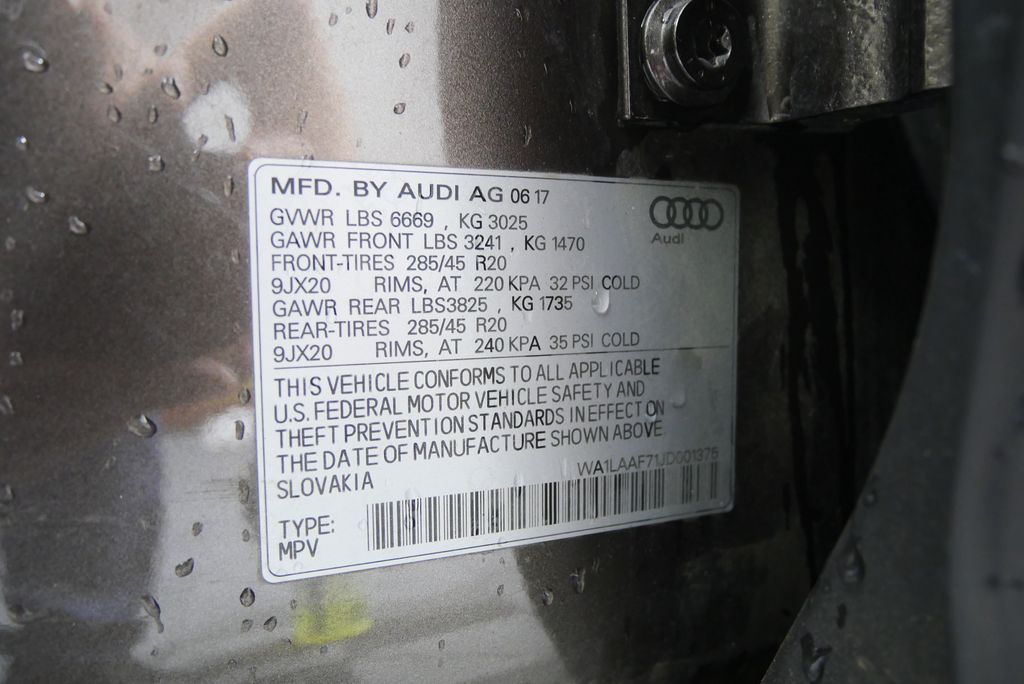 MFD. BY AUDI AG 06 17
GVWR LBS 6669 , KG 3025
GAWR FRONT LBS 3241 , KG 1470
FRONT-TIRES 285/45 R20
9JX20 RIMS, AT 220 KPA 32 PSI COLD
GAWR REAR LBS3825 , KG 1735
REAR-TIRES 285/45 R20
9JX20 RIMS, AT 240 KPA 35 PSI COLD
Audi
THIS VEHICLE CONFORMS TO ALL APPLICABLE
U.S. FEDERAL MOTOR VEHICLE SAFETY AND
THEFT PREVENTION STANDARDS IN EFFECT ON
THE DATE OF MANUFACTURE SHOWN ABOVE
SLOVAKIA
WA1LAAF71JD001376
TYPE:
MPV